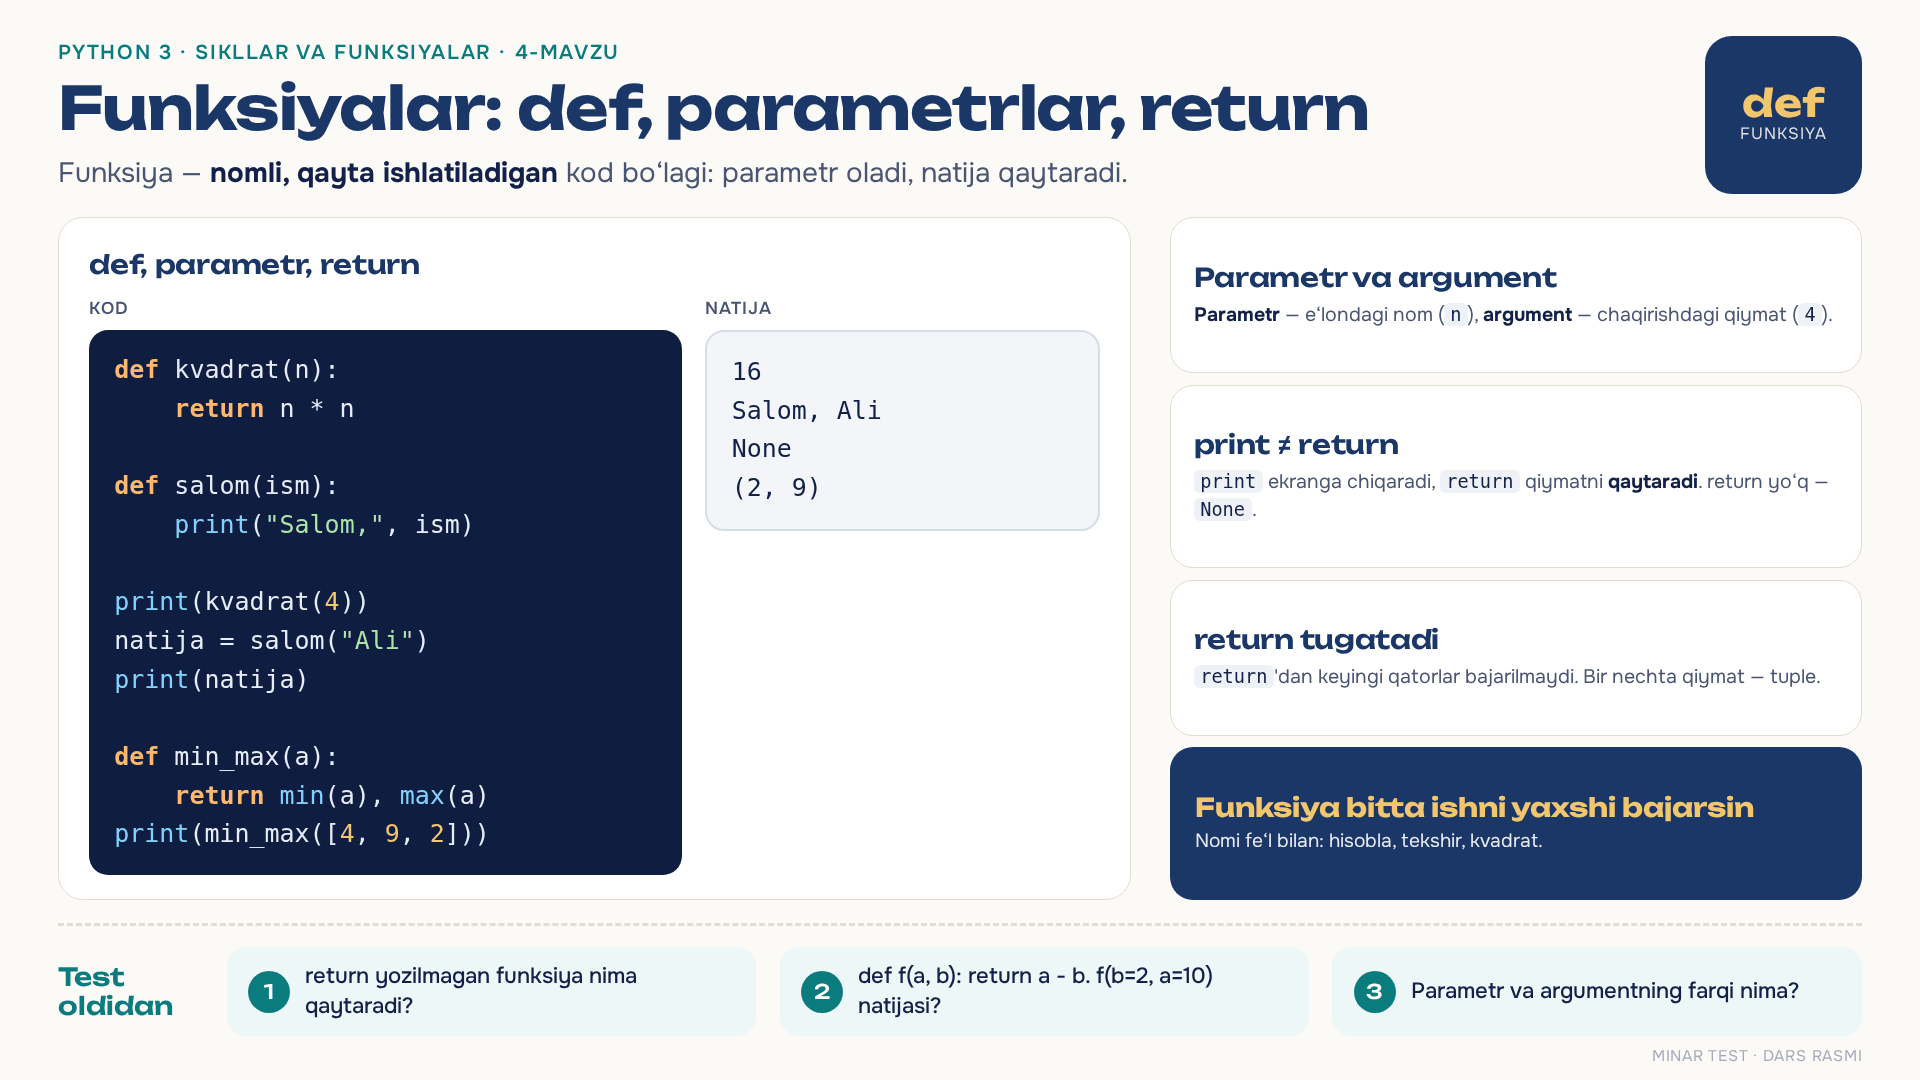 PYTHON 3 · SIKLLAR VA FUNKSIYALAR · 4-MAVZU
Funksiyalar: def, parametrlar, return
Funksiya — nomli, qayta ishlatiladigan kod bo‘lagi: parametr oladi, natija qaytaradi.
def
FUNKSIYA
def, parametr, return
KOD
def kvadrat(n):
    return n * n
def salom(ism):
    print("Salom,", ism)
print(kvadrat(4))
natija = salom("Ali")
print(natija)
def min_max(a):
    return min(a), max(a)
print(min_max([4, 9, 2]))
NATIJA
16
Salom, Ali
None
(2, 9)
Parametr va argument
Parametr — e‘londagi nom ( n ), argument — chaqirishdagi qiymat ( 4 ).
print ≠ return
print ekranga chiqaradi, return qiymatni qaytaradi. return yo‘q —
None .
return tugatadi
return 'dan keyingi qatorlar bajarilmaydi. Bir nechta qiymat — tuple.
Funksiya bitta ishni yaxshi bajarsin
Nomi fe‘l bilan: hisobla, tekshir, kvadrat.
Test
oldidan
1
return yozilmagan funksiya nima
qaytaradi?
2
def f(a, b): return a - b. f(b=2, a=10)
natijasi?
3
Parametr va argumentning farqi nima?
MINAR TEST · DARS RASMI